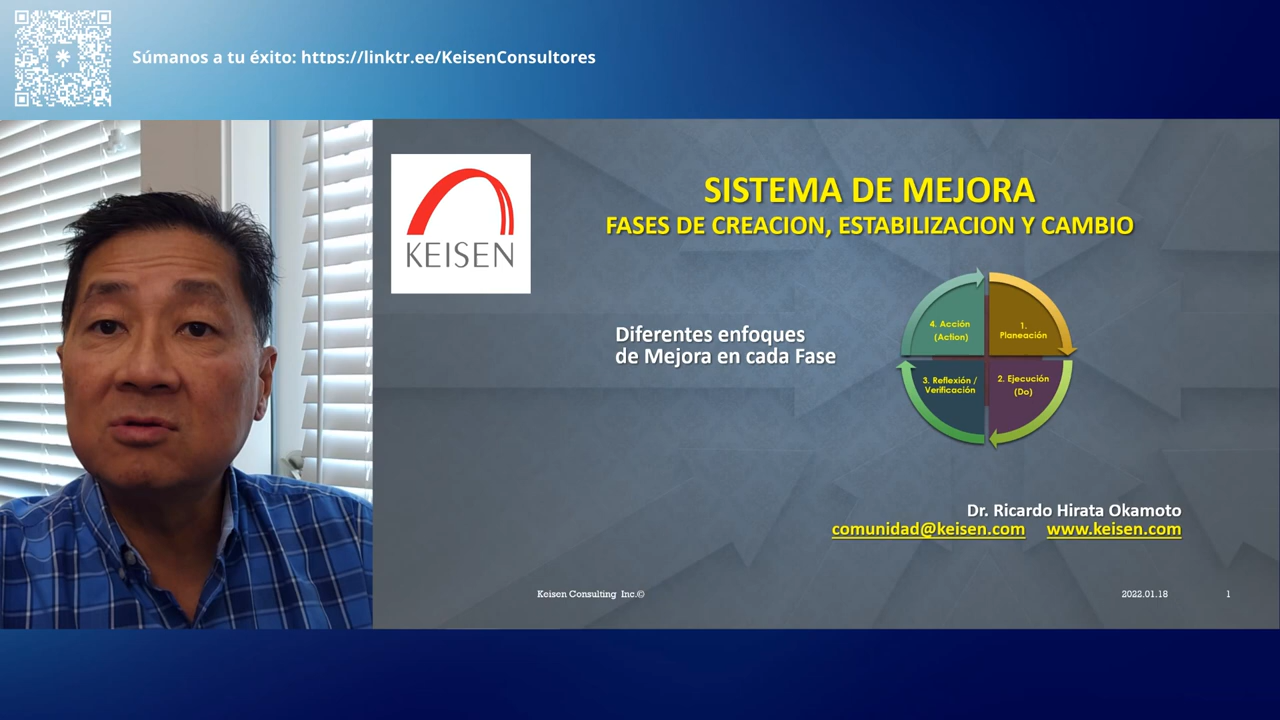 Súmanos a tu éxito: https://linktr.ee/KeisenConsultores
KEISEN
SISTEMA DE MEJORA
FASES DE CREACION, ESTABILIZACION Y CAMBIO
Diferentes enfoques
de Mejora en cada Fase
4. Acción
(Action)
1.
Planeación
3. Reflexión /
Verificación
2. Ejecución
(Do)
Dr. Ricardo Hirata Okamoto
comunidad@keisen.com www.keisen.com
Keisen Consulting Inc.©
2022.01.18
1